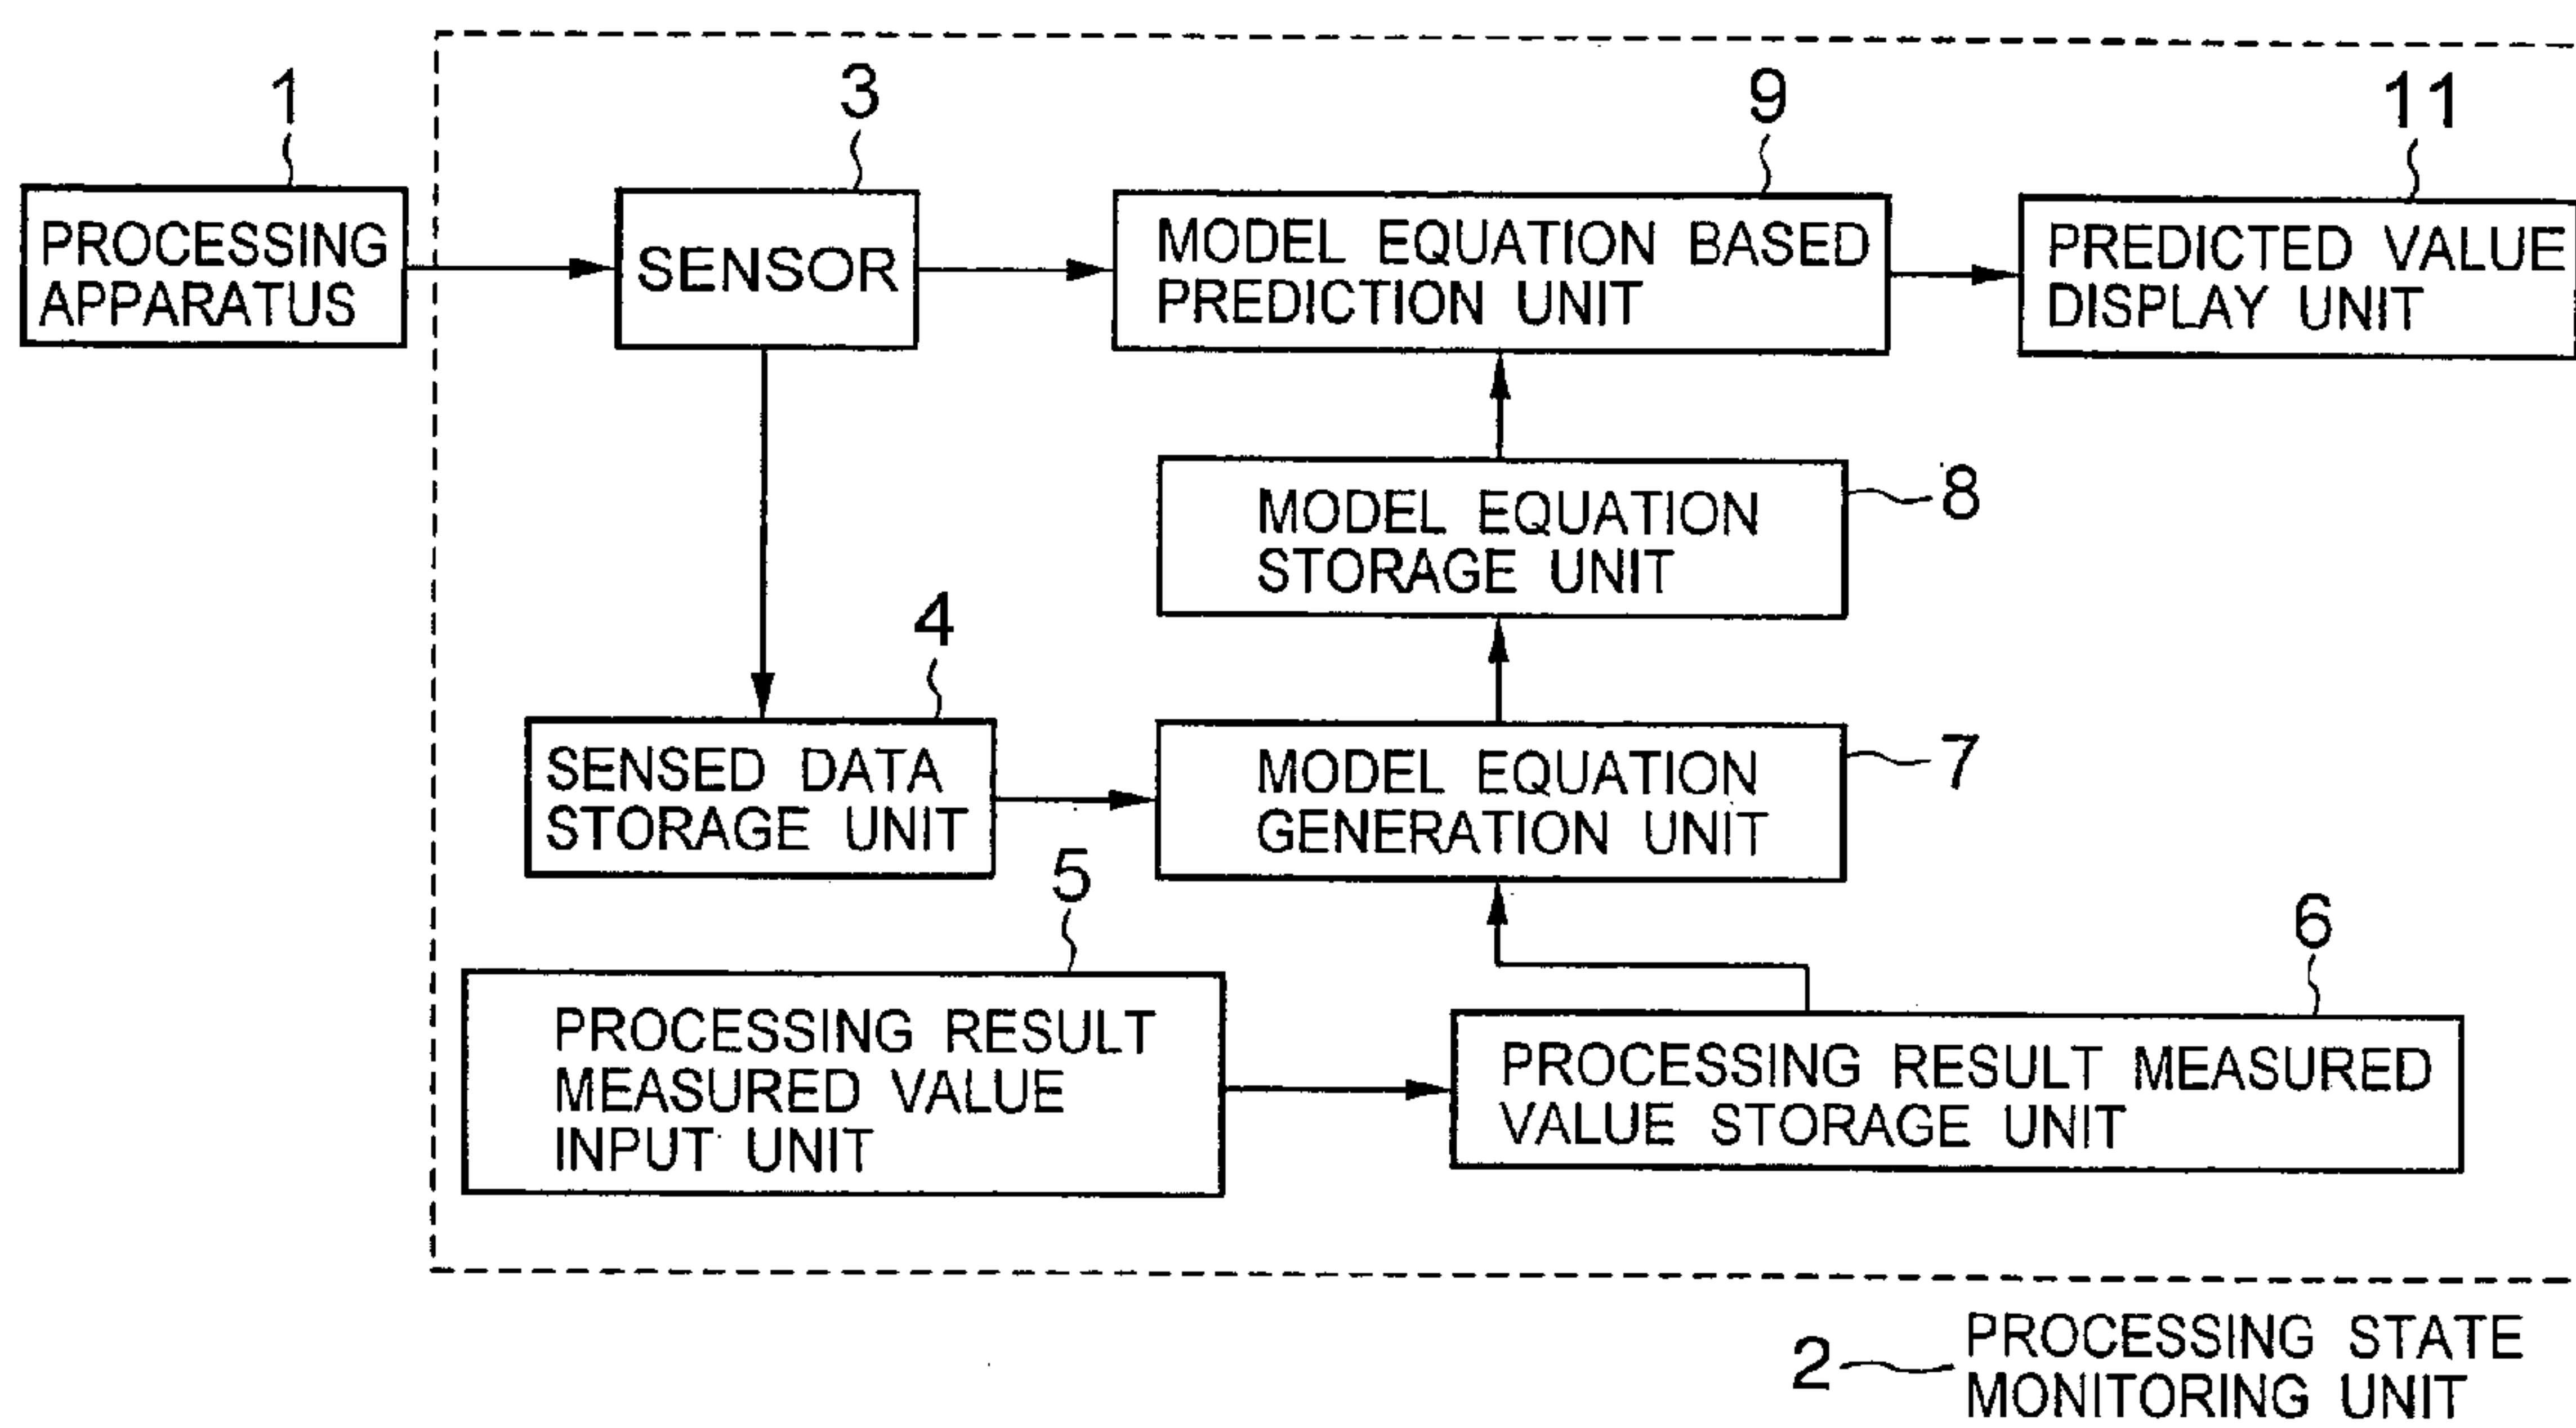 1
3
9
11
PROCESSING
APPARATUS
SENSOR
MODEL EQUATION BASED
PREDICTION UNIT
PREDICTED VALUE
DISPLAY UNIT
MODEL EQUATION
STORAGE UNIT
8
4
SENSED DATA
STORAGE UNIT
MODEL EQUATION
GENERATION UNIT
7
5
6
PROCESSING RESULT
MEASURED VALUE
INPUT UNIT
PROCESSING RESULT MEASURED
VALUE STORAGE UNIT
2
PROCESSING STATE
MONITORING UNIT